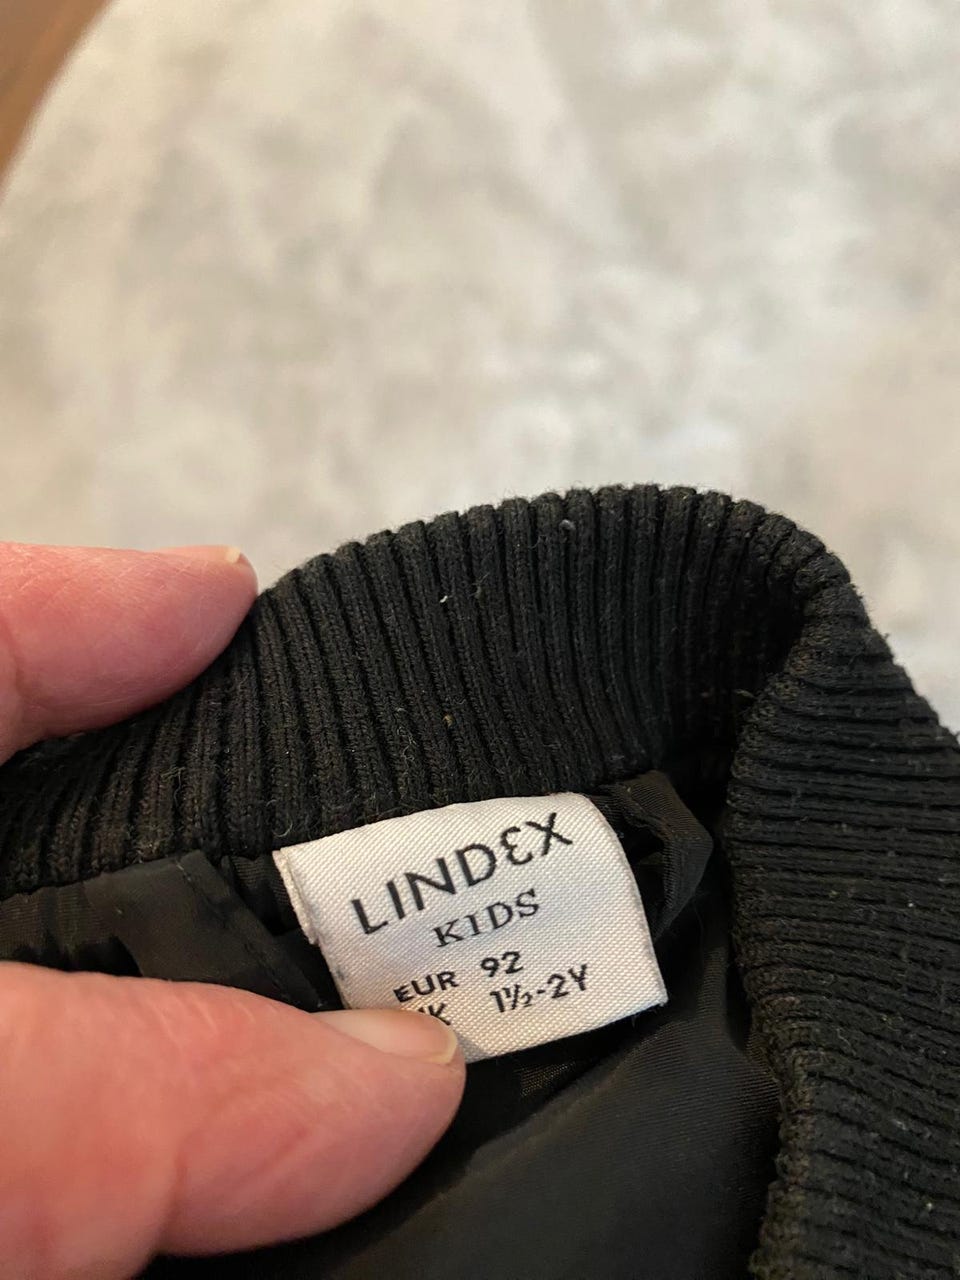 LINDEX
KIDS
EUR 92
1½-2Y